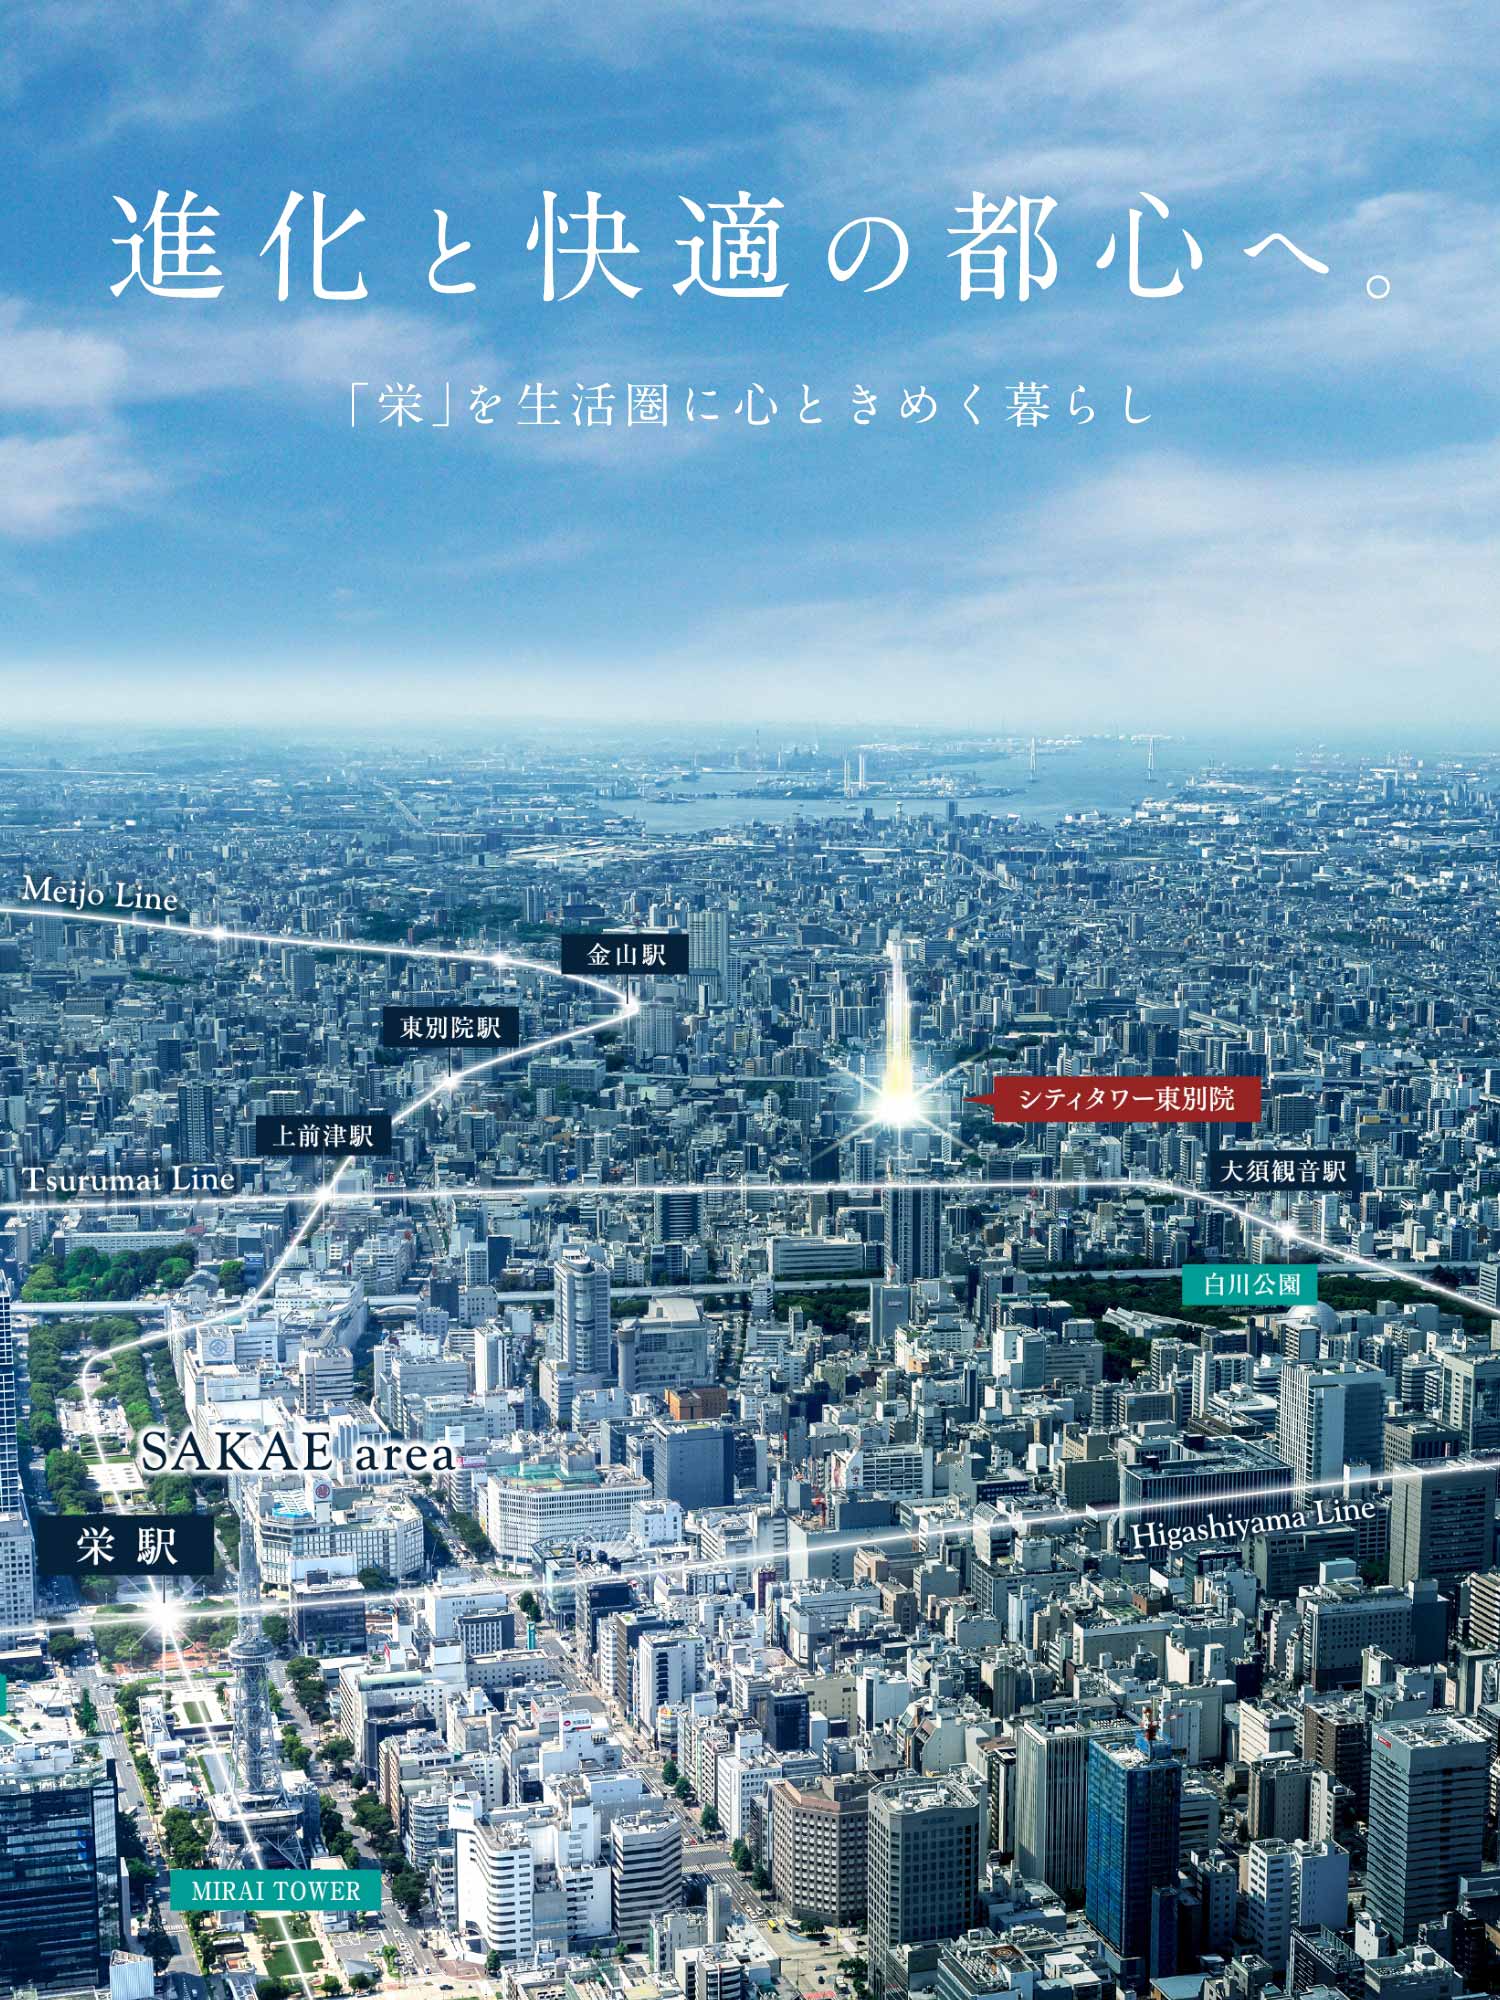 進化と快適の都心へ。
「栄」を生活圏に心ときめく暮らし
Meijo Line
金山駅
東別院駅
シティタワー東別院
上前津駅
大須観音駅
Tsurumai Line
白川公園
SAKAE area
栄駅
Higashiyama Line
MIRAI TOWER